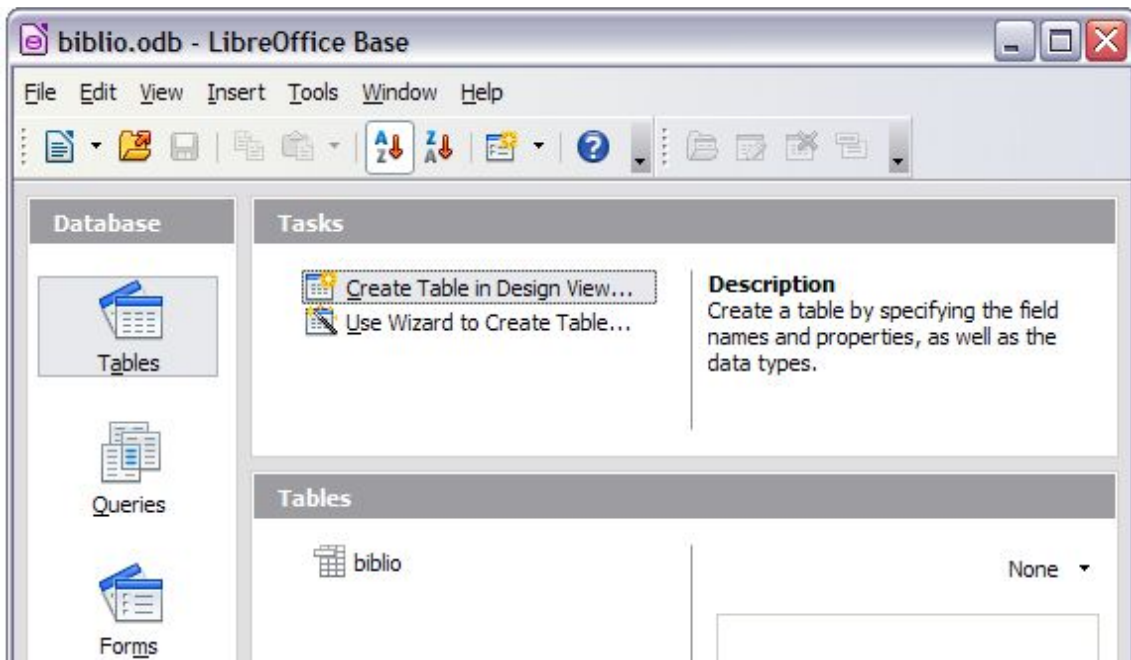 biblio.odb - LibreOffice Base
File Edit View Insert Tools Window Help
Database
Tables
Queries
Forms
Tasks
Create Table in Design View...
Use Wizard to Create Table...
Description
Create a table by specifying the field
names and properties, as well as the
data types.
Tables
biblio
None